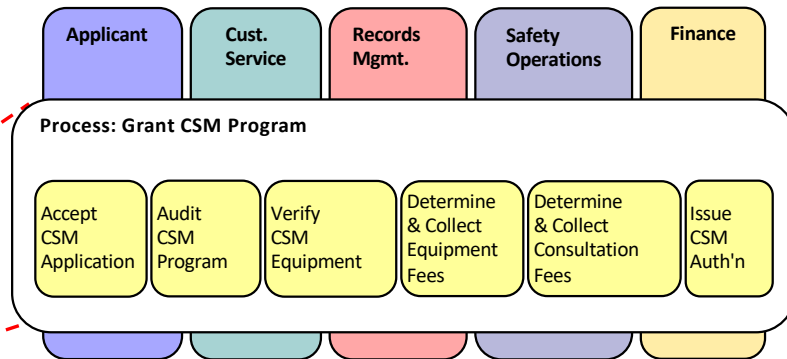 Applicant
Cust.
Service
Records
Mgmt.
Safety
Operations
Finance
Process: Grant CSM Program
Accept
CSM
Application
Audit
CSM
Program
Verify
CSM
Equipment
Determine
& Collect
Equipment
Fees
Determine
& Collect
Consultation
Fees
Issue
CSM
Auth'n